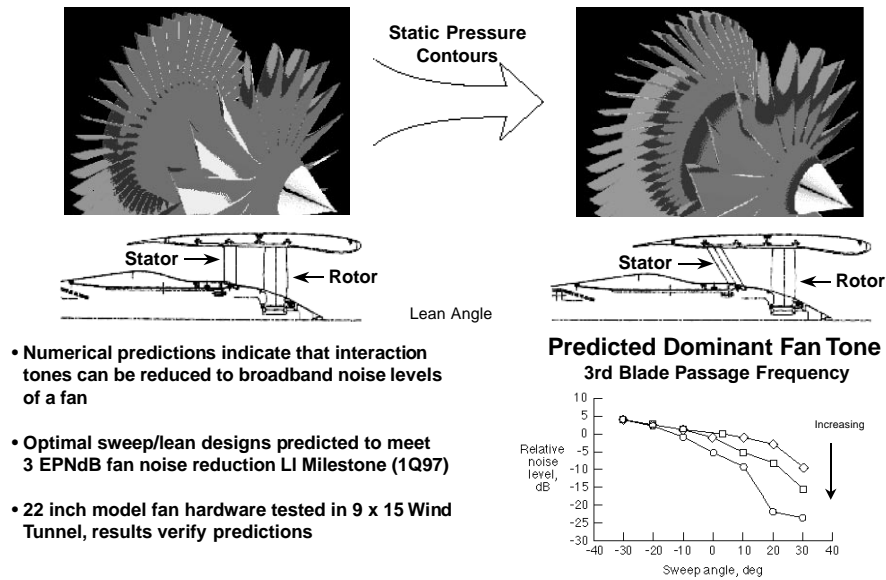 Static Pressure
Contours
Stator
Rotor
Stator
Rotor
Lean Angle
• Numerical predictions indicate that interaction
tones can be reduced to broadband noise levels
of a fan
• Optimal sweep/lean designs predicted to meet
3 EPNdB fan noise reduction LI Milestone (1Q97)
• 22 inch model fan hardware tested in 9 x 15 Wind
Tunnel, results verify predictions
Predicted Dominant Fan Tone
3rd Blade Passage Frequency
Relative
noise
level,
dB
10
5
0
-5
-10
-15
-20
-25
-30
Increasing
-40 -30 -20 -10 0 10 20 30 40
Sweep angle, deg